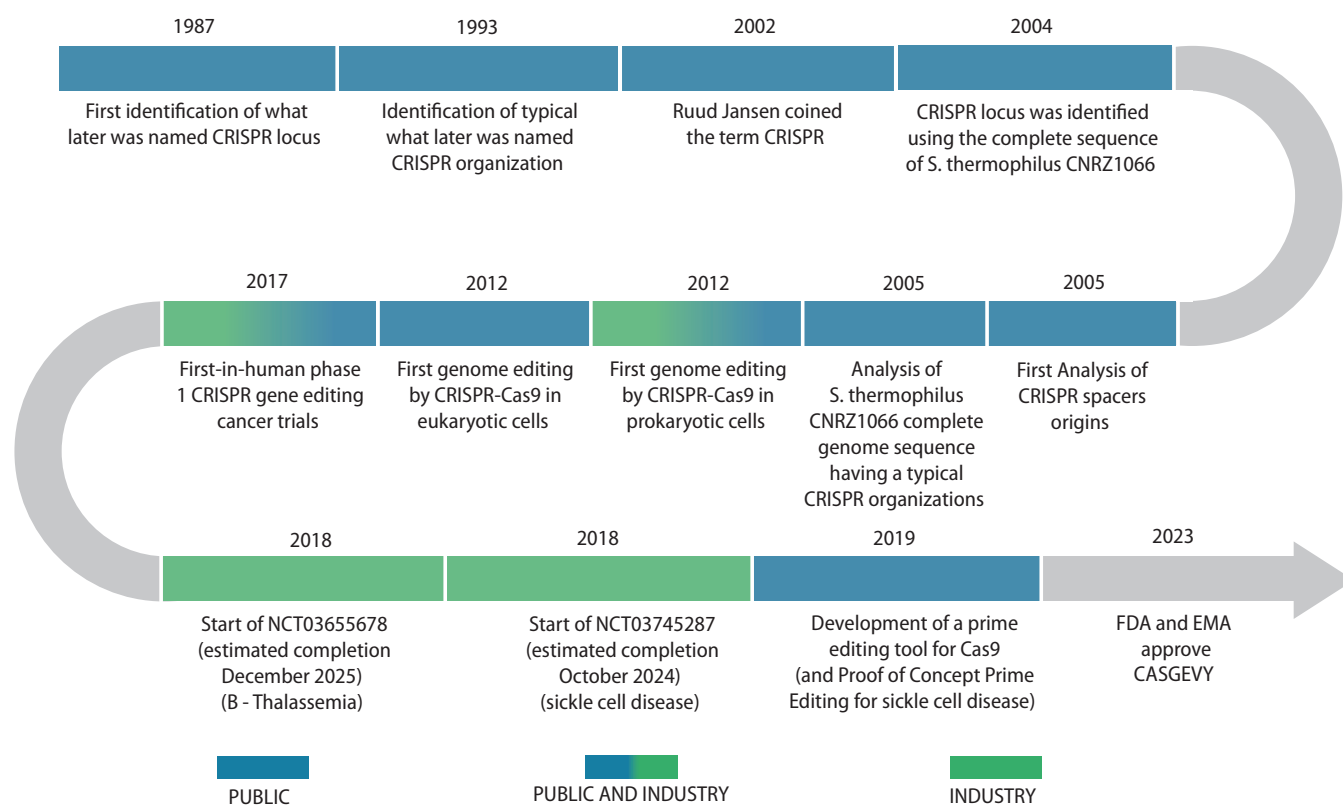 1987
First identification of what
later was named CRISPR locus
1993
Identification of typical
what later was named
CRISPR organization
2002
Ruud Jansen coined
the term CRISPR
2004
CRISPR locus was identified
using the complete sequence
of S. thermophilus CNRZ1066
2017
First-in-human phase
1 CRISPR gene editing
cancer trials
2012
First genome editing
by CRISPR-Cas9 in
eukaryotic cells
2012
First genome editing
by CRISPR-Cas9 in
prokaryotic cells
2005
Analysis of
S. thermophilus
CNRZ1066 complete
genome sequence
having a typical
CRISPR organizations
2005
First Analysis of
CRISPR spacers
origins
2018
Start of NCT03655678
(estimated completion
December 2025)
(B - Thalassemia)
2018
Start of NCT03745287
(estimated completion
October 2024)
(sickle cell disease)
2019
Development of a prime
editing tool for Cas9
(and Proof of Concept Prime
Editing for sickle cell disease)
2023
FDA and EMA
approve
CASGEVY
PUBLIC
PUBLIC AND INDUSTRY
INDUSTRY